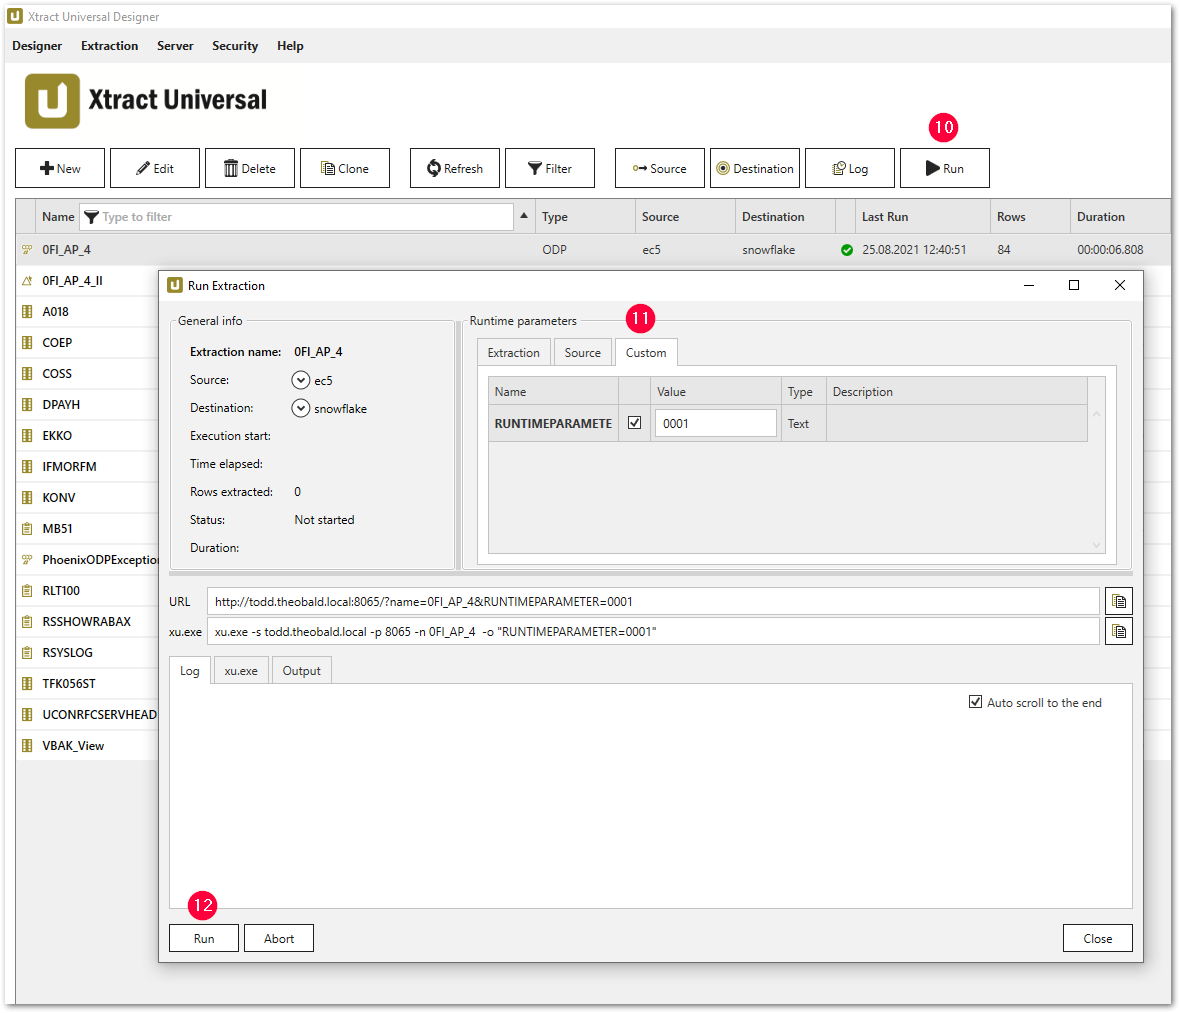 Xtract Universal Designer
Designer Extraction Server Security Help
Xtract Universal
10
New Edit Delete Clone Refresh Filter Source Destination Log Run
Name Type to filter Type Source Destination Last Run Rows Duration
0FI_AP_4 ODP ec5 snowflake 25.08.2021 12:40:51 84 00:00:06.808
0FI_AP_4_II
A018
COEP
COSS
DPAYH
EKKO
IFMORFM
KONV
MB51
PhoenixODPExceptio
RLT100
RSSHOWRABAX
RSYSLOG
TFK056ST
UCONRFCSERVHEAD
VBAK_View
Run Extraction
General info
Extraction name: 0FI_AP_4
Source: ec5
Destination: snowflake
Execution start:
Time elapsed:
Rows extracted: 0
Status: Not started
Duration:
Runtime parameters
11
Extraction Source Custom
Name Value Type Description
RUNTIMEPARAMETE 0001 Text
URL http://todd.theobald.local:8065/?name=0FI_AP_4&RUNTIMEPARAMETER=0001
xu.exe xu.exe -s todd.theobald.local -p 8065 -n 0FI_AP_4  -o "RUNTIMEPARAMETER=0001"
Log xu.exe Output
Auto scroll to the end
12
Run Abort Close